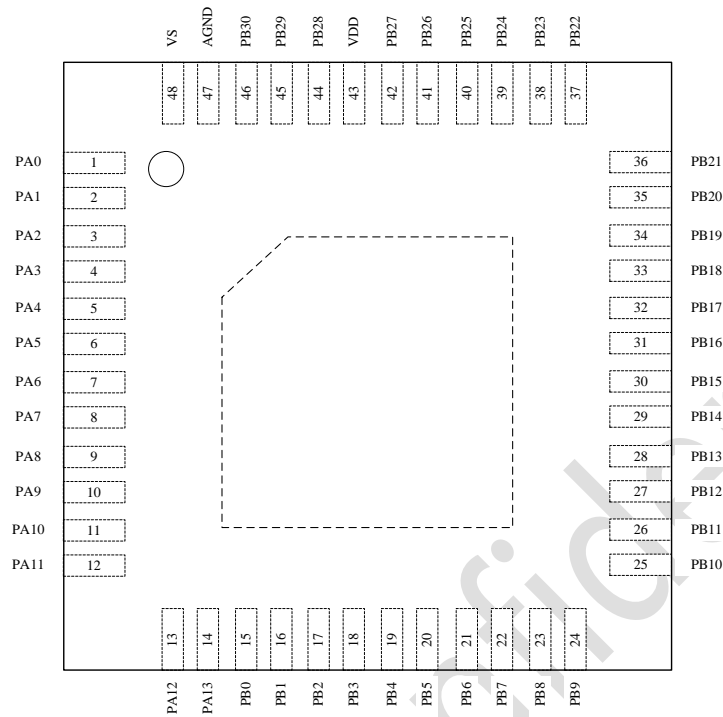 VS AGND PB30 PB29 PB28 VDD PB27 PB26 PB25 PB24 PB23 PB22
48 47 46 45 44 43 42 41 40 39 38 37
PA0 1 36 PB21
PA1 2 35 PB20
PA2 3 34 PB19
PA3 4 33 PB18
PA4 5 32 PB17
PA5 6 31 PB16
PA6 7 30 PB15
PA7 8 29 PB14
PA8 9 28 PB13
PA9 10 27 PB12
PA10 11 26 PB11
PA11 12 25 PB10
13 14 15 16 17 18 19 20 21 22 23 24
PA12 PA13 PB0 PB1 PB2 PB3 PB4 PB5 PB6 PB7 PB8 PB9